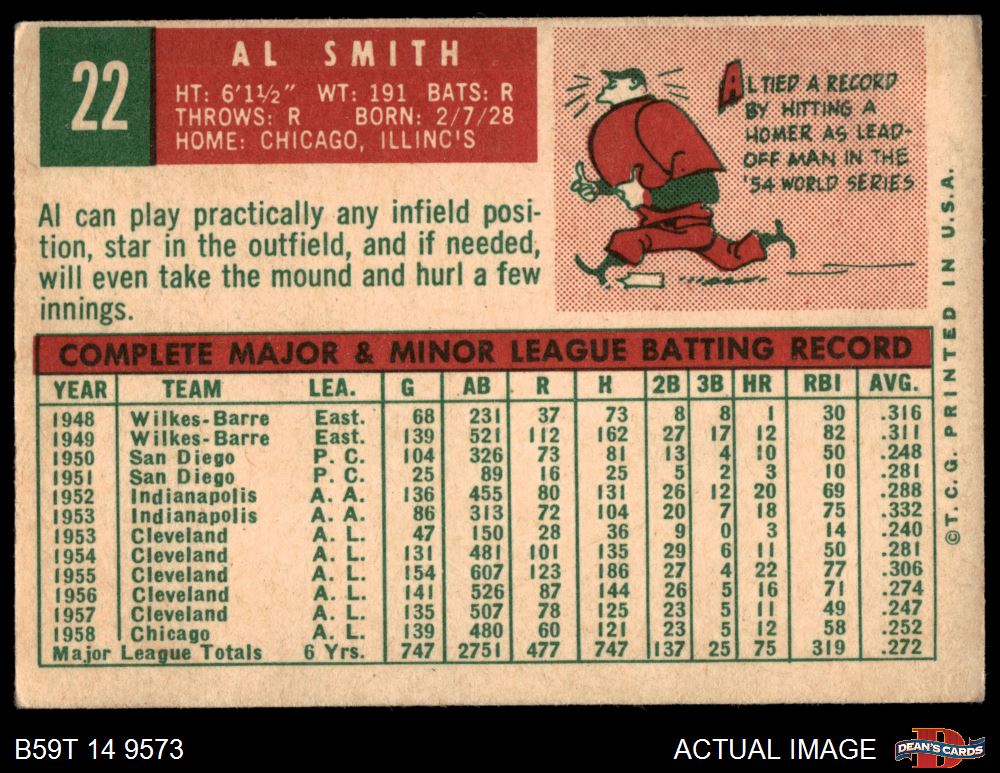 22
AL SMITH
HT: 6'1½" WT: 191 BATS: R
THROWS: R BORN: 2/7/28
HOME: CHICAGO, ILLINC'S
AL TIED A RECORD
BY HITTING A
HOMER AS LEAD-
OFF MAN IN THE
'54 WORLD SERIES
Al can play practically any infield posi-
tion, star in the outfield, and if needed,
will even take the mound and hurl a few
innings.
COMPLETE MAJOR & MINOR LEAGUE BATTING RECORD
YEAR TEAM LEA. G AB R H 2B 3B HR RBI AVG.
1948 Wilkes-Barre East. 68 231 37 73 8 8 1 30 .316
1949 Wilkes-Barre East. 139 521 112 162 27 17 12 82 .311
1950 San Diego P. C. 104 326 73 81 13 4 10 50 .248
1951 San Diego P. C. 25 89 16 25 5 2 3 10 .281
1952 Indianapolis A. A. 136 455 80 131 26 12 20 69 .288
1953 Indianapolis A. A. 86 313 72 104 20 7 18 75 .332
1953 Cleveland A. L. 47 150 28 36 9 0 3 14 .240
1954 Cleveland A. L. 131 481 101 135 29 6 11 50 .281
1955 Cleveland A. L. 154 607 123 186 27 4 22 77 .306
1956 Cleveland A. L. 141 526 87 144 26 5 16 71 .274
1957 Cleveland A. L. 135 507 78 125 23 5 11 49 .247
1958 Chicago A. L. 139 480 60 121 23 5 12 58 .252
Major League Totals 6 Yrs. 747 2751 477 747 137 25 75 319 .272
© T. C. G. PRINTED IN U.S.A.
B59T 14 9573
ACTUAL IMAGE
D
DEAN'S CARDS